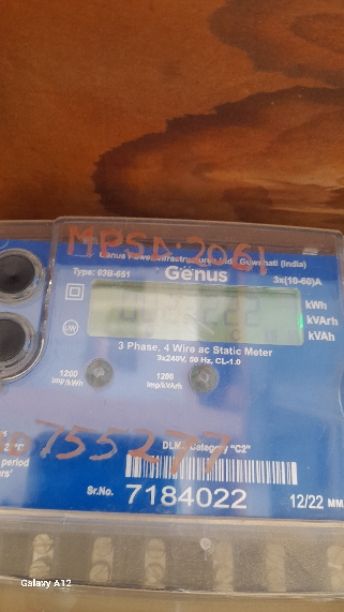 MPSA:2061
Genus Power Infrastructures Ltd., Guwahati (India)
Type: 03B-651
Genus
3x(10-60)A
kWh
kVArh
kVAh
3 Phase, 4 Wire ac Static Meter
3x240V, 50 Hz, CL-1.0
1200
imp/kWh
1200
imp/kVArh
755277
DLMS Category "C2"
period
Sr.No. 7184022
12/22
Galaxy A12